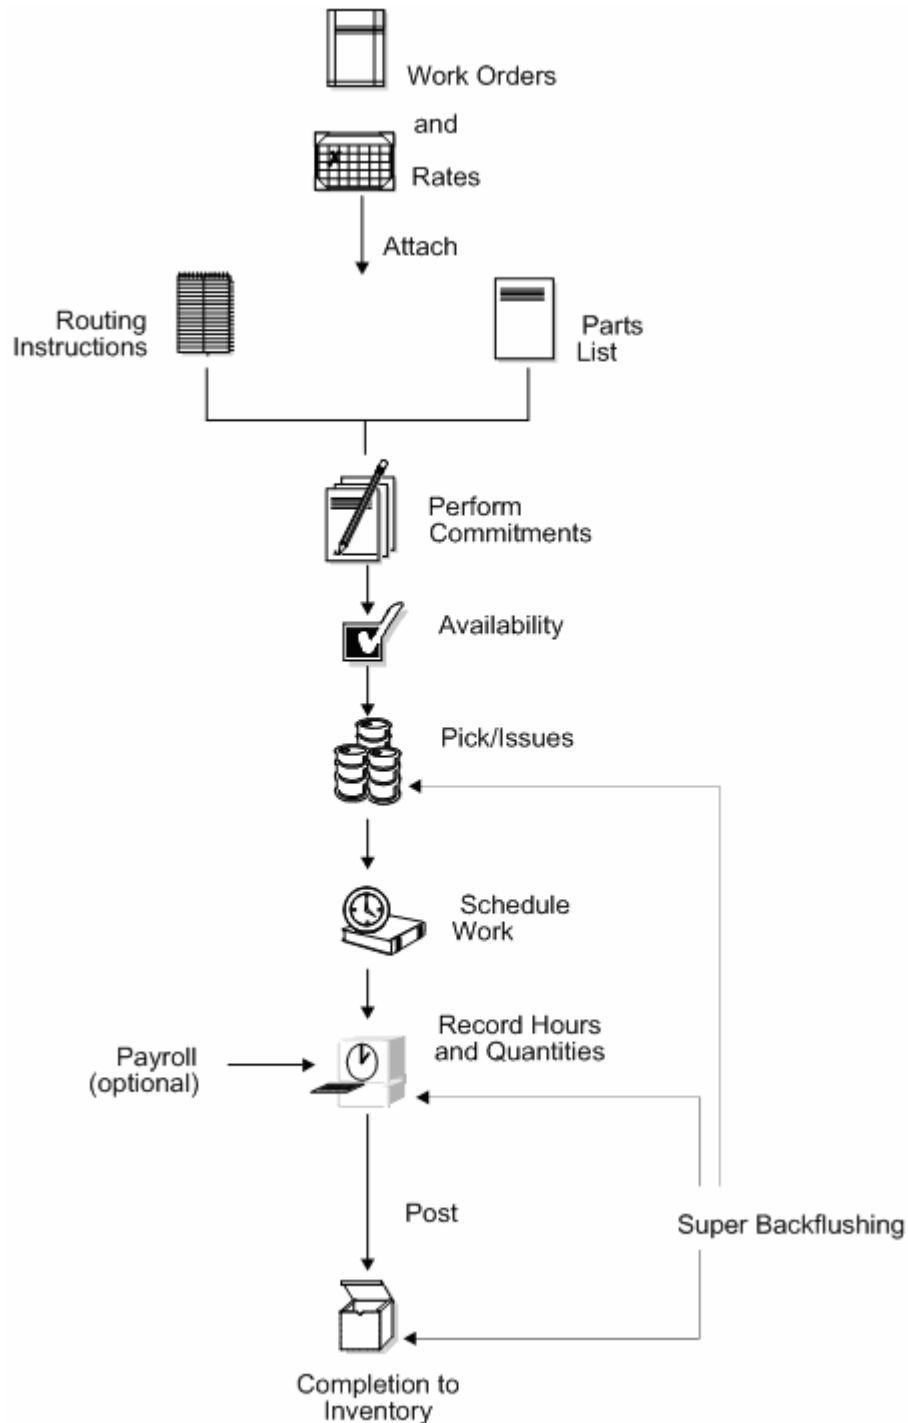 Work Orders
and
Rates
Attach
Routing
Instructions
Parts
List
Perform
Commitments
Availability
Pick/Issues
Schedule
Work
Record Hours
and Quantities
Payroll
(optional)
Post
Super Backflushing
Completion to
Inventory